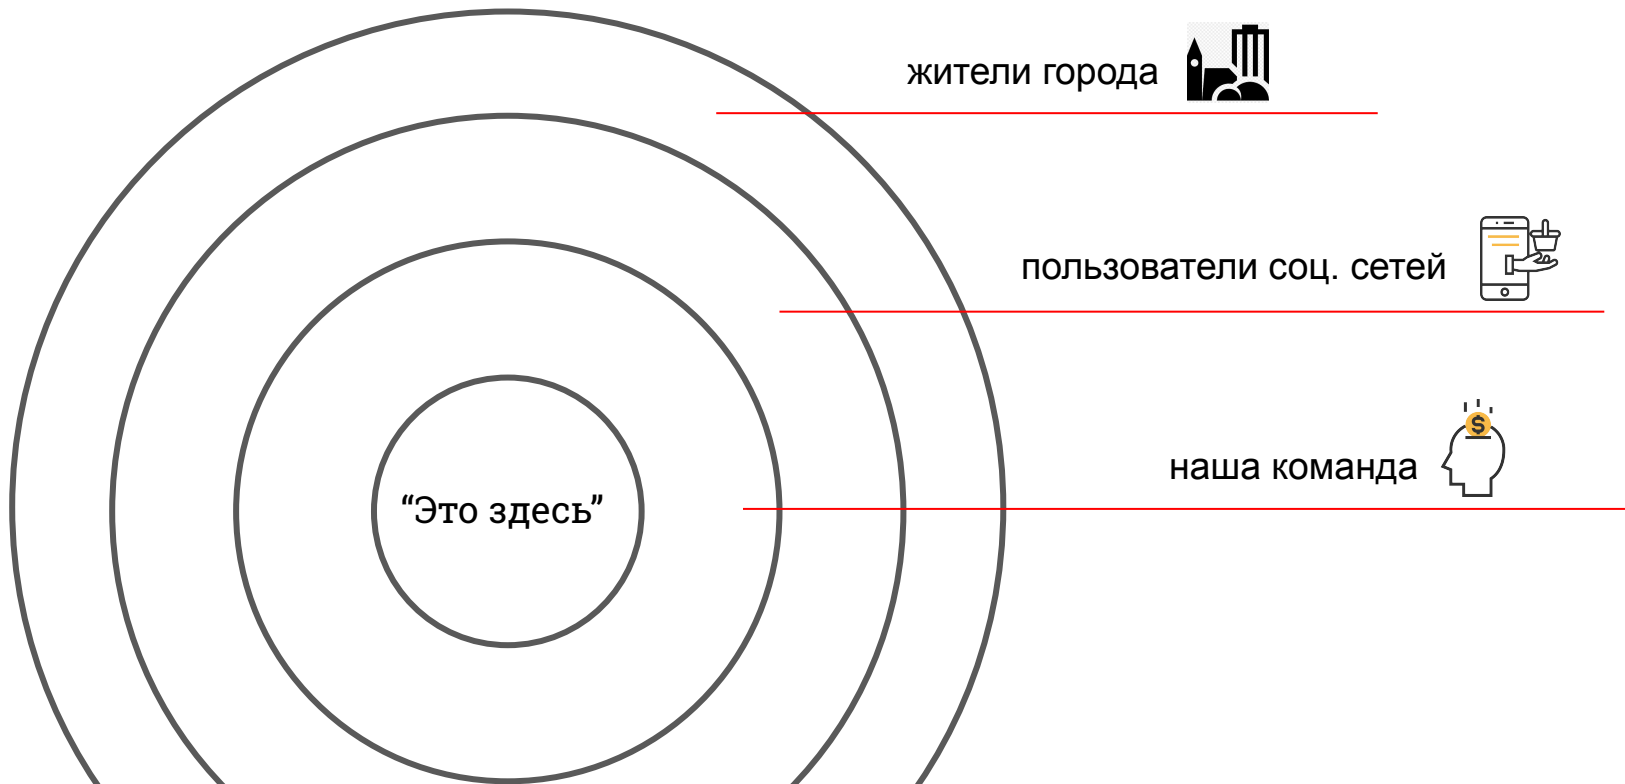 жители города
пользователи соц. сетей
наша команда
“Это здесь”